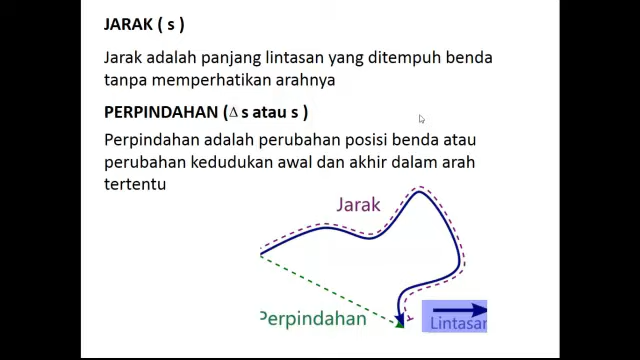 JARAK ( s )
Jarak adalah panjang lintasan yang ditempuh benda
tanpa memperhatikan arahnya
PERPINDAHAN (Δ s atau s )
Perpindahan adalah perubahan posisi benda atau
perubahan kedudukan awal dan akhir dalam arah
tertentu
Jarak
Perpindahan
Lintasan